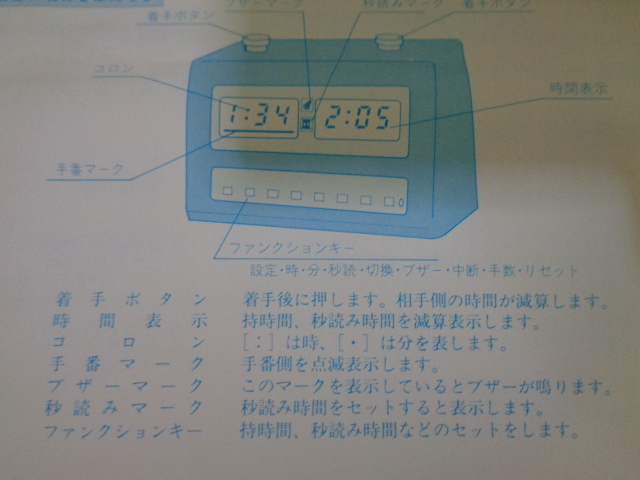 ブザーマーク
秒読みマーク
着手ボタン
着手ボタン
コロン
1:34
2:05
時間表示
手番マーク
ファンクションキー
設定・時・分・秒読・切換・ブザー・中断・手数・リセット
着手ボタン 着手後に押します。相手側の時間が減算します。
時間表示 持時間、秒読み時間を減算表示します。
コロン [:]は時、[・]は分を表します。
手番マーク 手番側を点滅表示します。
ブザーマーク このマークを表示しているとブザーが鳴ります。
秒読みマーク 秒読み時間をセットすると表示します。
ファンクションキー 持時間、秒読み時間などのセットをします。